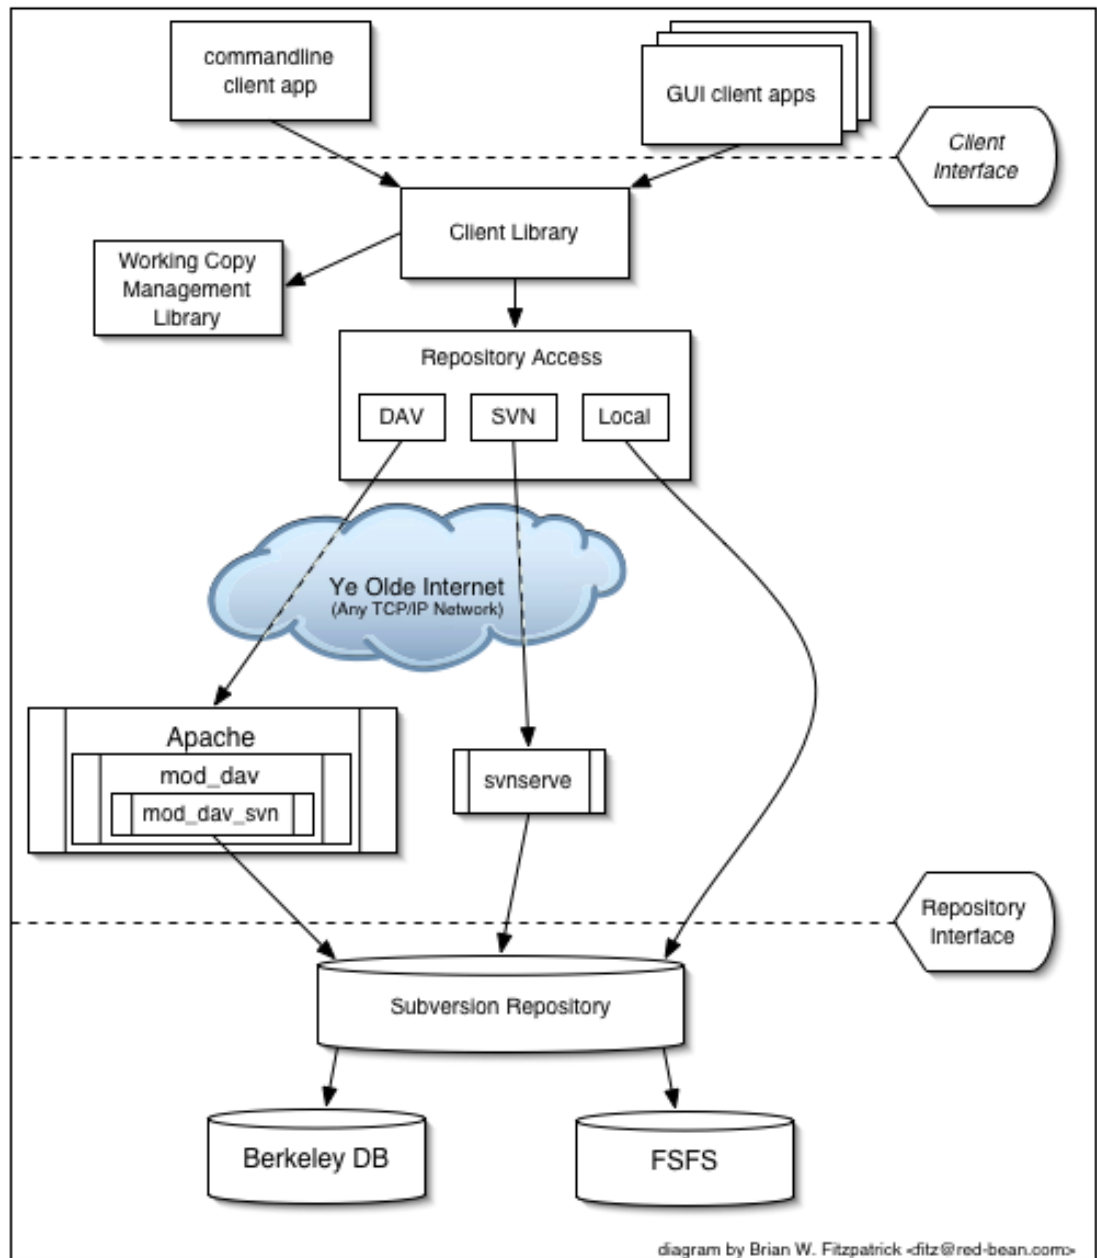 commandline
client app
GUI client apps
Client
Interface
Client Library
Working Copy
Management
Library
Repository Access
DAV
SVN
Local
Ye Olde Internet
(Any TCP/IP Network)
Apache
mod_dav
mod_dav_svn
svnserve
Repository
Interface
Subversion Repository
Berkeley DB
FSFS
diagram by Brian W. Fitzpatrick <fitz@red-bean.com>